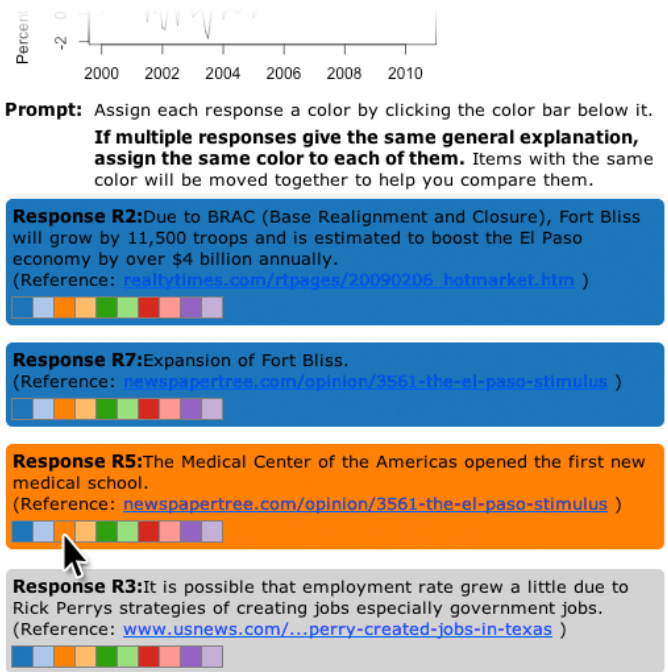 Percent
0
-2
2000 2002 2004 2006 2008 2010
Prompt: Assign each response a color by clicking the color bar below it.
If multiple responses give the same general explanation,
assign the same color to each of them. Items with the same
color will be moved together to help you compare them.
Response R2:Due to BRAC (Base Realignment and Closure), Fort Bliss
will grow by 11,500 troops and is estimated to boost the El Paso
economy by over $4 billion annually.
(Reference: realtytimes.com/rtpages/20090206_hotmarket.htm )
Response R7:Expansion of Fort Bliss.
(Reference: newspapertree.com/opinion/3561-the-el-paso-stimulus )
Response R5:The Medical Center of the Americas opened the first new
medical school.
(Reference: newspapertree.com/opinion/3561-the-el-paso-stimulus )
Response R3:It is possible that employment rate grew a little due to
Rick Perrys strategies of creating jobs especially government jobs.
(Reference: www.usnews.com/...perry-created-jobs-in-texas )